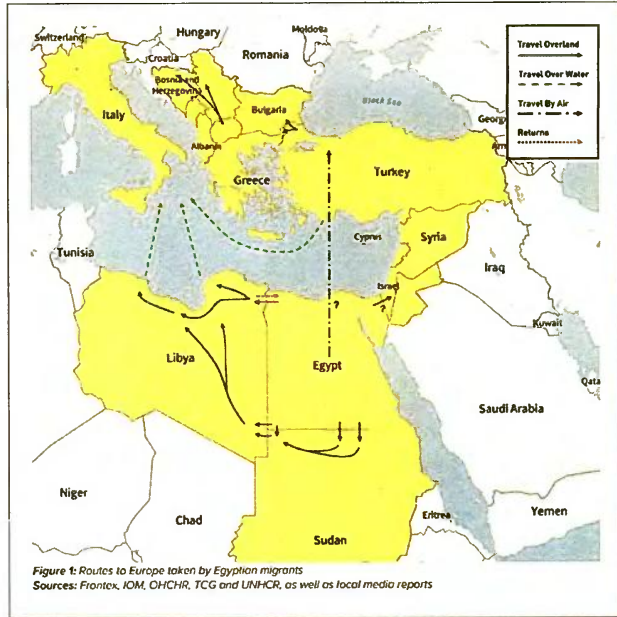 Switzerland
Hungary
Moldolia
Croatia
Romania
Bosnia and
Herzegovina
Italy
Bulgaria
Black Sea
Georg
Albania
Greece
Turkey
Tunisia
Cyprus
Syria
Israel
Iraq
Kuwait
Libya
Egypt
Qata
Saudi Arabia
Niger
Chad
Sudan
Eritrea
Yemen
?
?
Travel Overland
Travel Over Water
Travel By Air
Returns
Figure 1: Routes to Europe taken by Egyptian migrants
Sources: Frontex, IOM, OHCHR, TCG and UNHCR, as well as local media reports